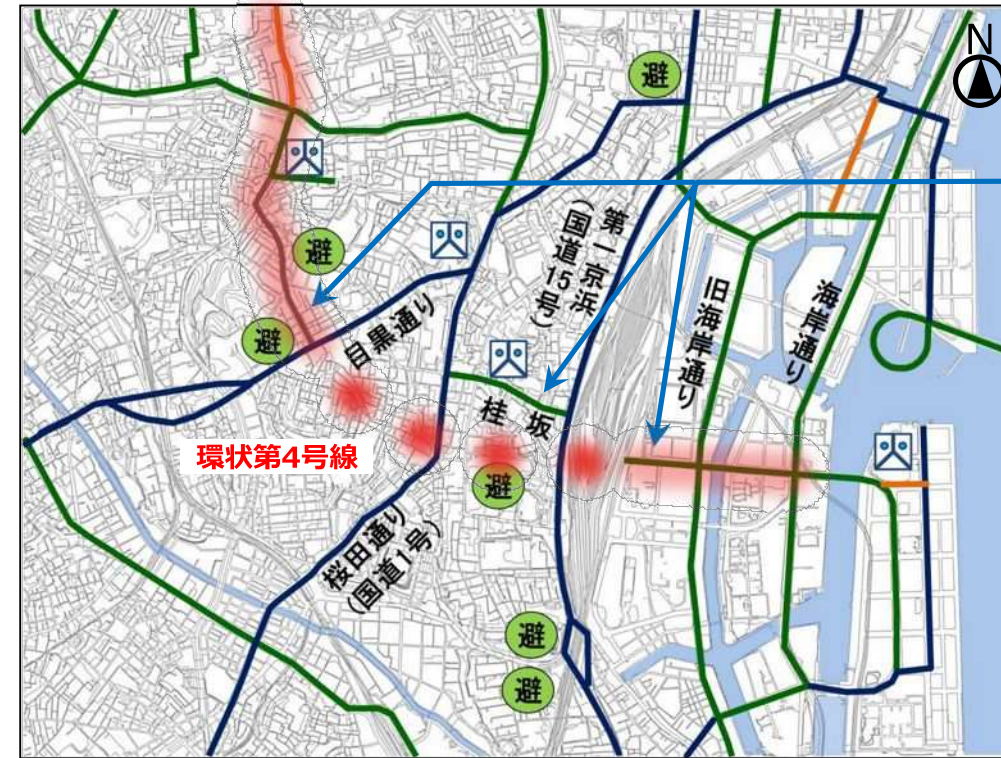 N
避
第一京浜
(国道15号)
避
目黒通り
避
旧海岸通り
海岸通り
桂坂
環状第4号線
避
桜田通り
(国道1号)
避
避